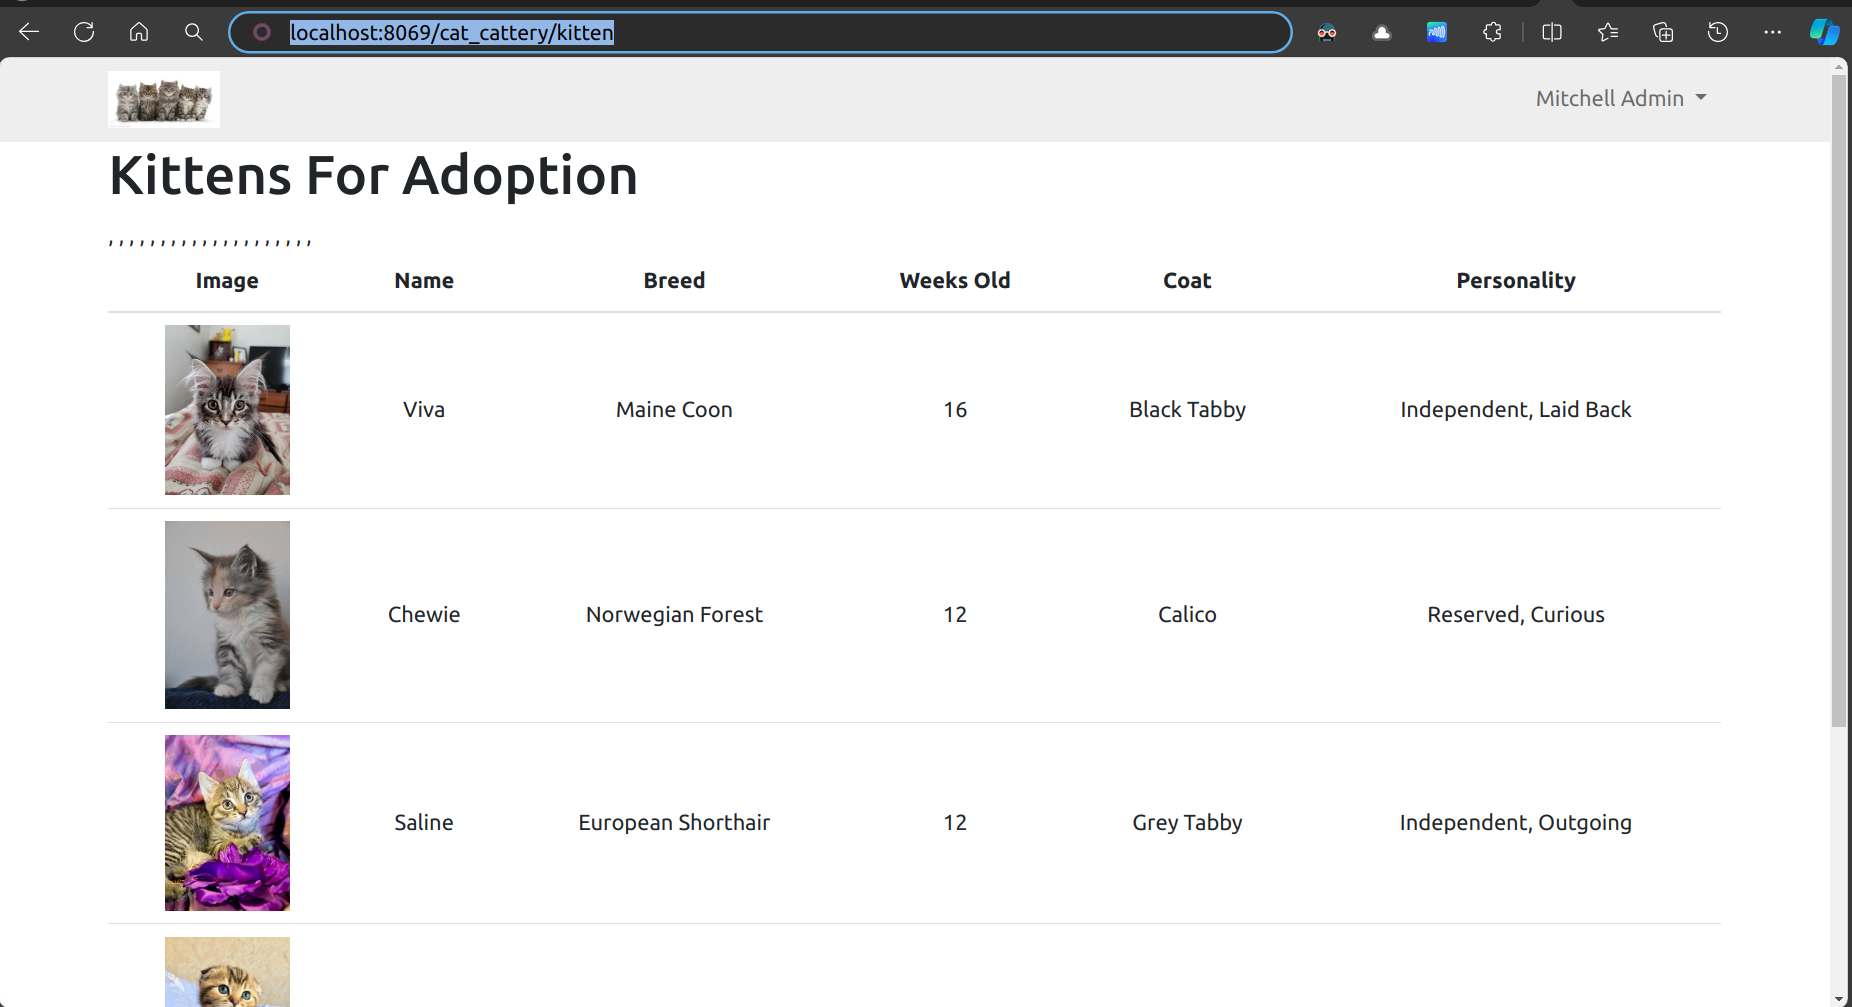 localhost:8069/cat_cattery/kitten
Mitchell Admin
Kittens For Adoption
, , , , , , , , , , , , , , , , , , , ,
Image Name Breed Weeks Old Coat Personality
Viva Maine Coon 16 Black Tabby Independent, Laid Back
Chewie Norwegian Forest 12 Calico Reserved, Curious
Saline European Shorthair 12 Grey Tabby Independent, Outgoing